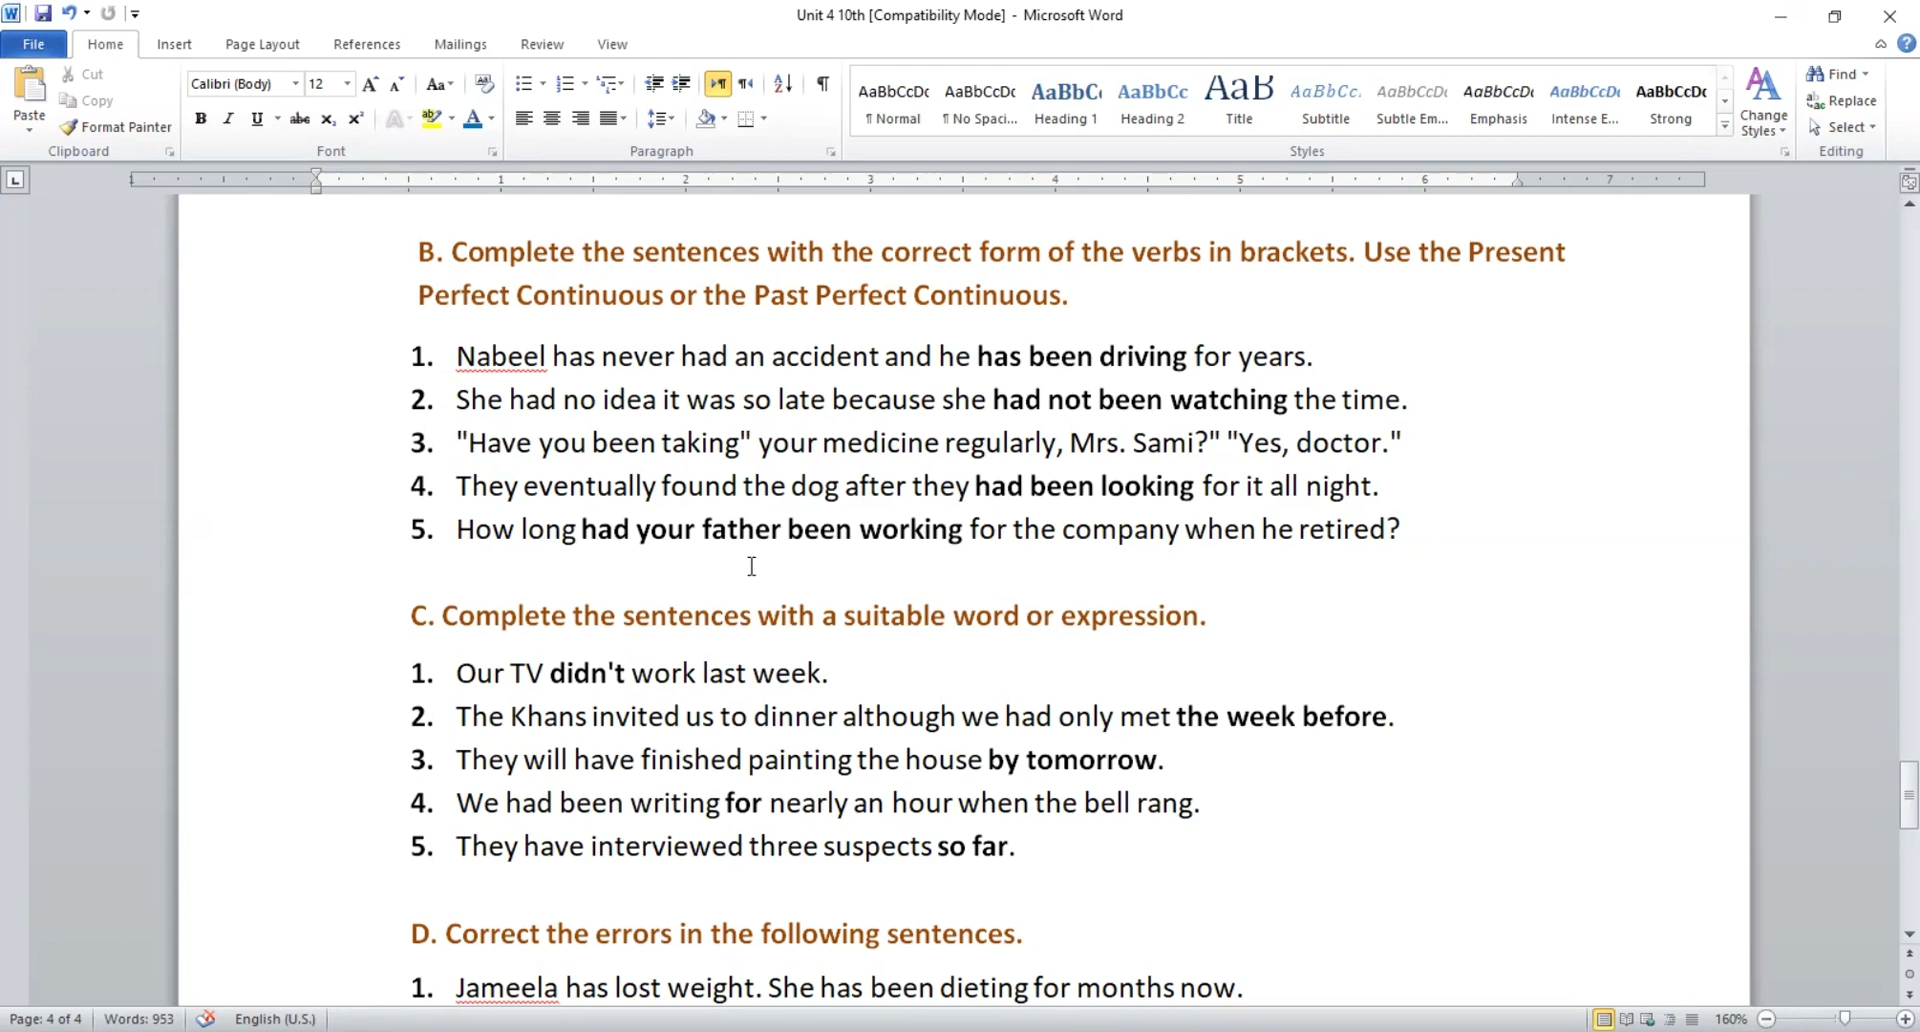 Unit 4 10th [Compatibility Mode] - Microsoft Word
File Home Insert Page Layout References Mailings Review View
Paste Cut Copy Format Painter Clipboard
Calibri (Body) 12 Aa Font
Paragraph
AaBbCcDc AaBbCcDc AaBbC AaBbCc AaB AaBbCc. AaBbCcDc AaBbCcDc AaBbCcDc AaBbCcDc
¶ Normal ¶ No Spaci... Heading 1 Heading 2 Title Subtitle Subtle Em... Emphasis Intense E... Strong
Styles
Change Styles
Find Replace Select Editing
1 1 2 3 4 5 6 7
B. Complete the sentences with the correct form of the verbs in brackets. Use the Present
Perfect Continuous or the Past Perfect Continuous.
1. Nabeel has never had an accident and he has been driving for years.
2. She had no idea it was so late because she had not been watching the time.
3. "Have you been taking" your medicine regularly, Mrs. Sami?" "Yes, doctor."
4. They eventually found the dog after they had been looking for it all night.
5. How long had your father been working for the company when he retired?
C. Complete the sentences with a suitable word or expression.
1. Our TV didn't work last week.
2. The Khans invited us to dinner although we had only met the week before.
3. They will have finished painting the house by tomorrow.
4. We had been writing for nearly an hour when the bell rang.
5. They have interviewed three suspects so far.
D. Correct the errors in the following sentences.
1. Jameela has lost weight. She has been dieting for months now.
Page: 4 of 4 Words: 953 English (U.S.) 160%